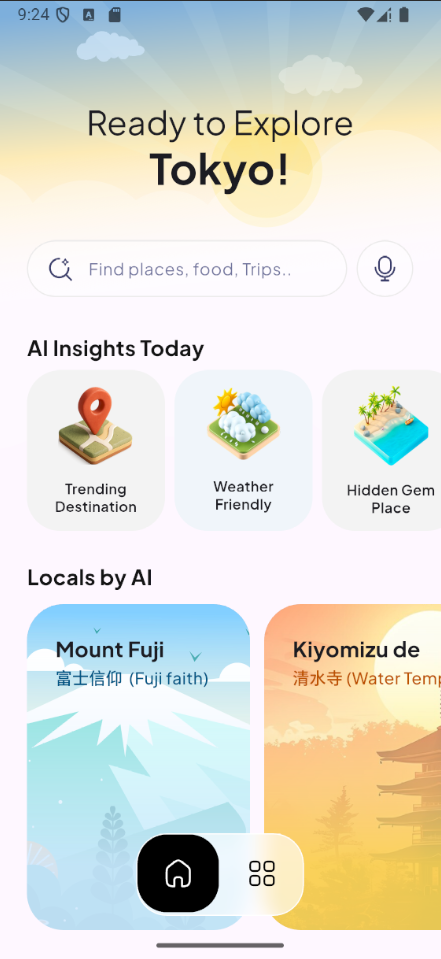 9:24
A
Ready to Explore
Tokyo!
Find places, food, Trips..
AI Insights Today
Trending
Destination
Weather
Friendly
Hidden Gem
Place
Locals by AI
Mount Fuji
富士信仰 (Fuji faith)
Kiyomizu de
清水寺 (Water Temp